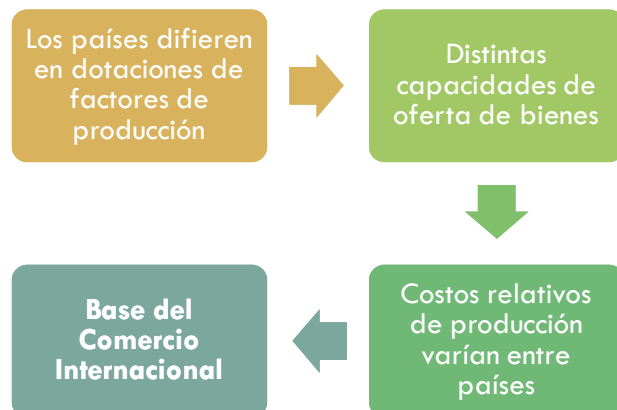 Los países difieren
en dotaciones de
factores de
producción
Distintas
capacidades de
oferta de bienes
Costos relativos
de producción
varían entre
países
Base del
Comercio
Internacional